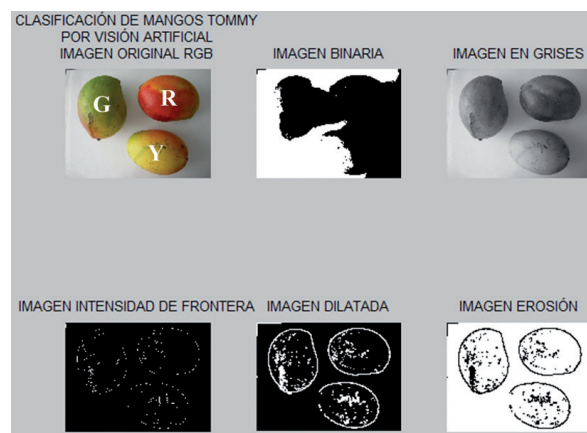 CLASIFICACIÓN DE MANGOS TOMMY
POR VISIÓN ARTIFICIAL
IMAGEN ORIGINAL RGB
IMAGEN BINARIA
IMAGEN EN GRISES
G
R
Y
IMAGEN INTENSIDAD DE FRONTERA
IMAGEN DILATADA
IMAGEN EROSIÓN